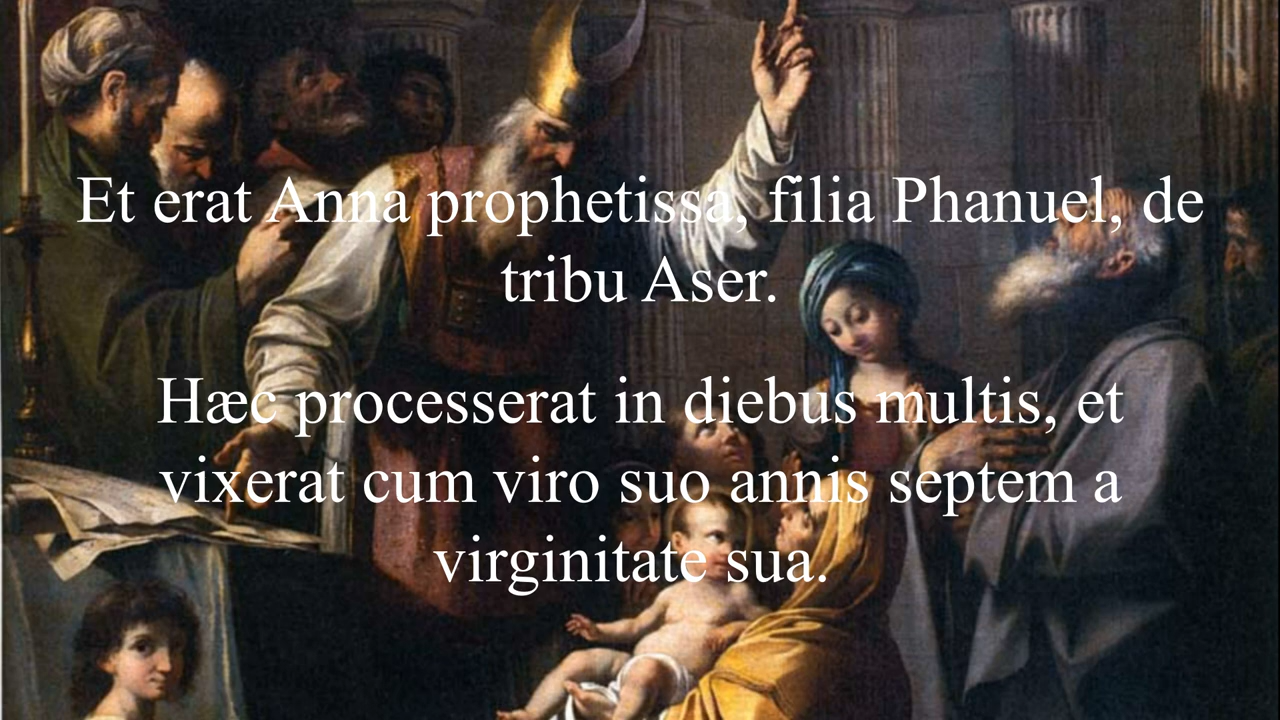 Et erat Anna prophetissa, filia Phanuel, de
tribu Aser.
Hæc processerat in diebus multis, et
vixerat cum viro suo annis septem a
virginitate sua.